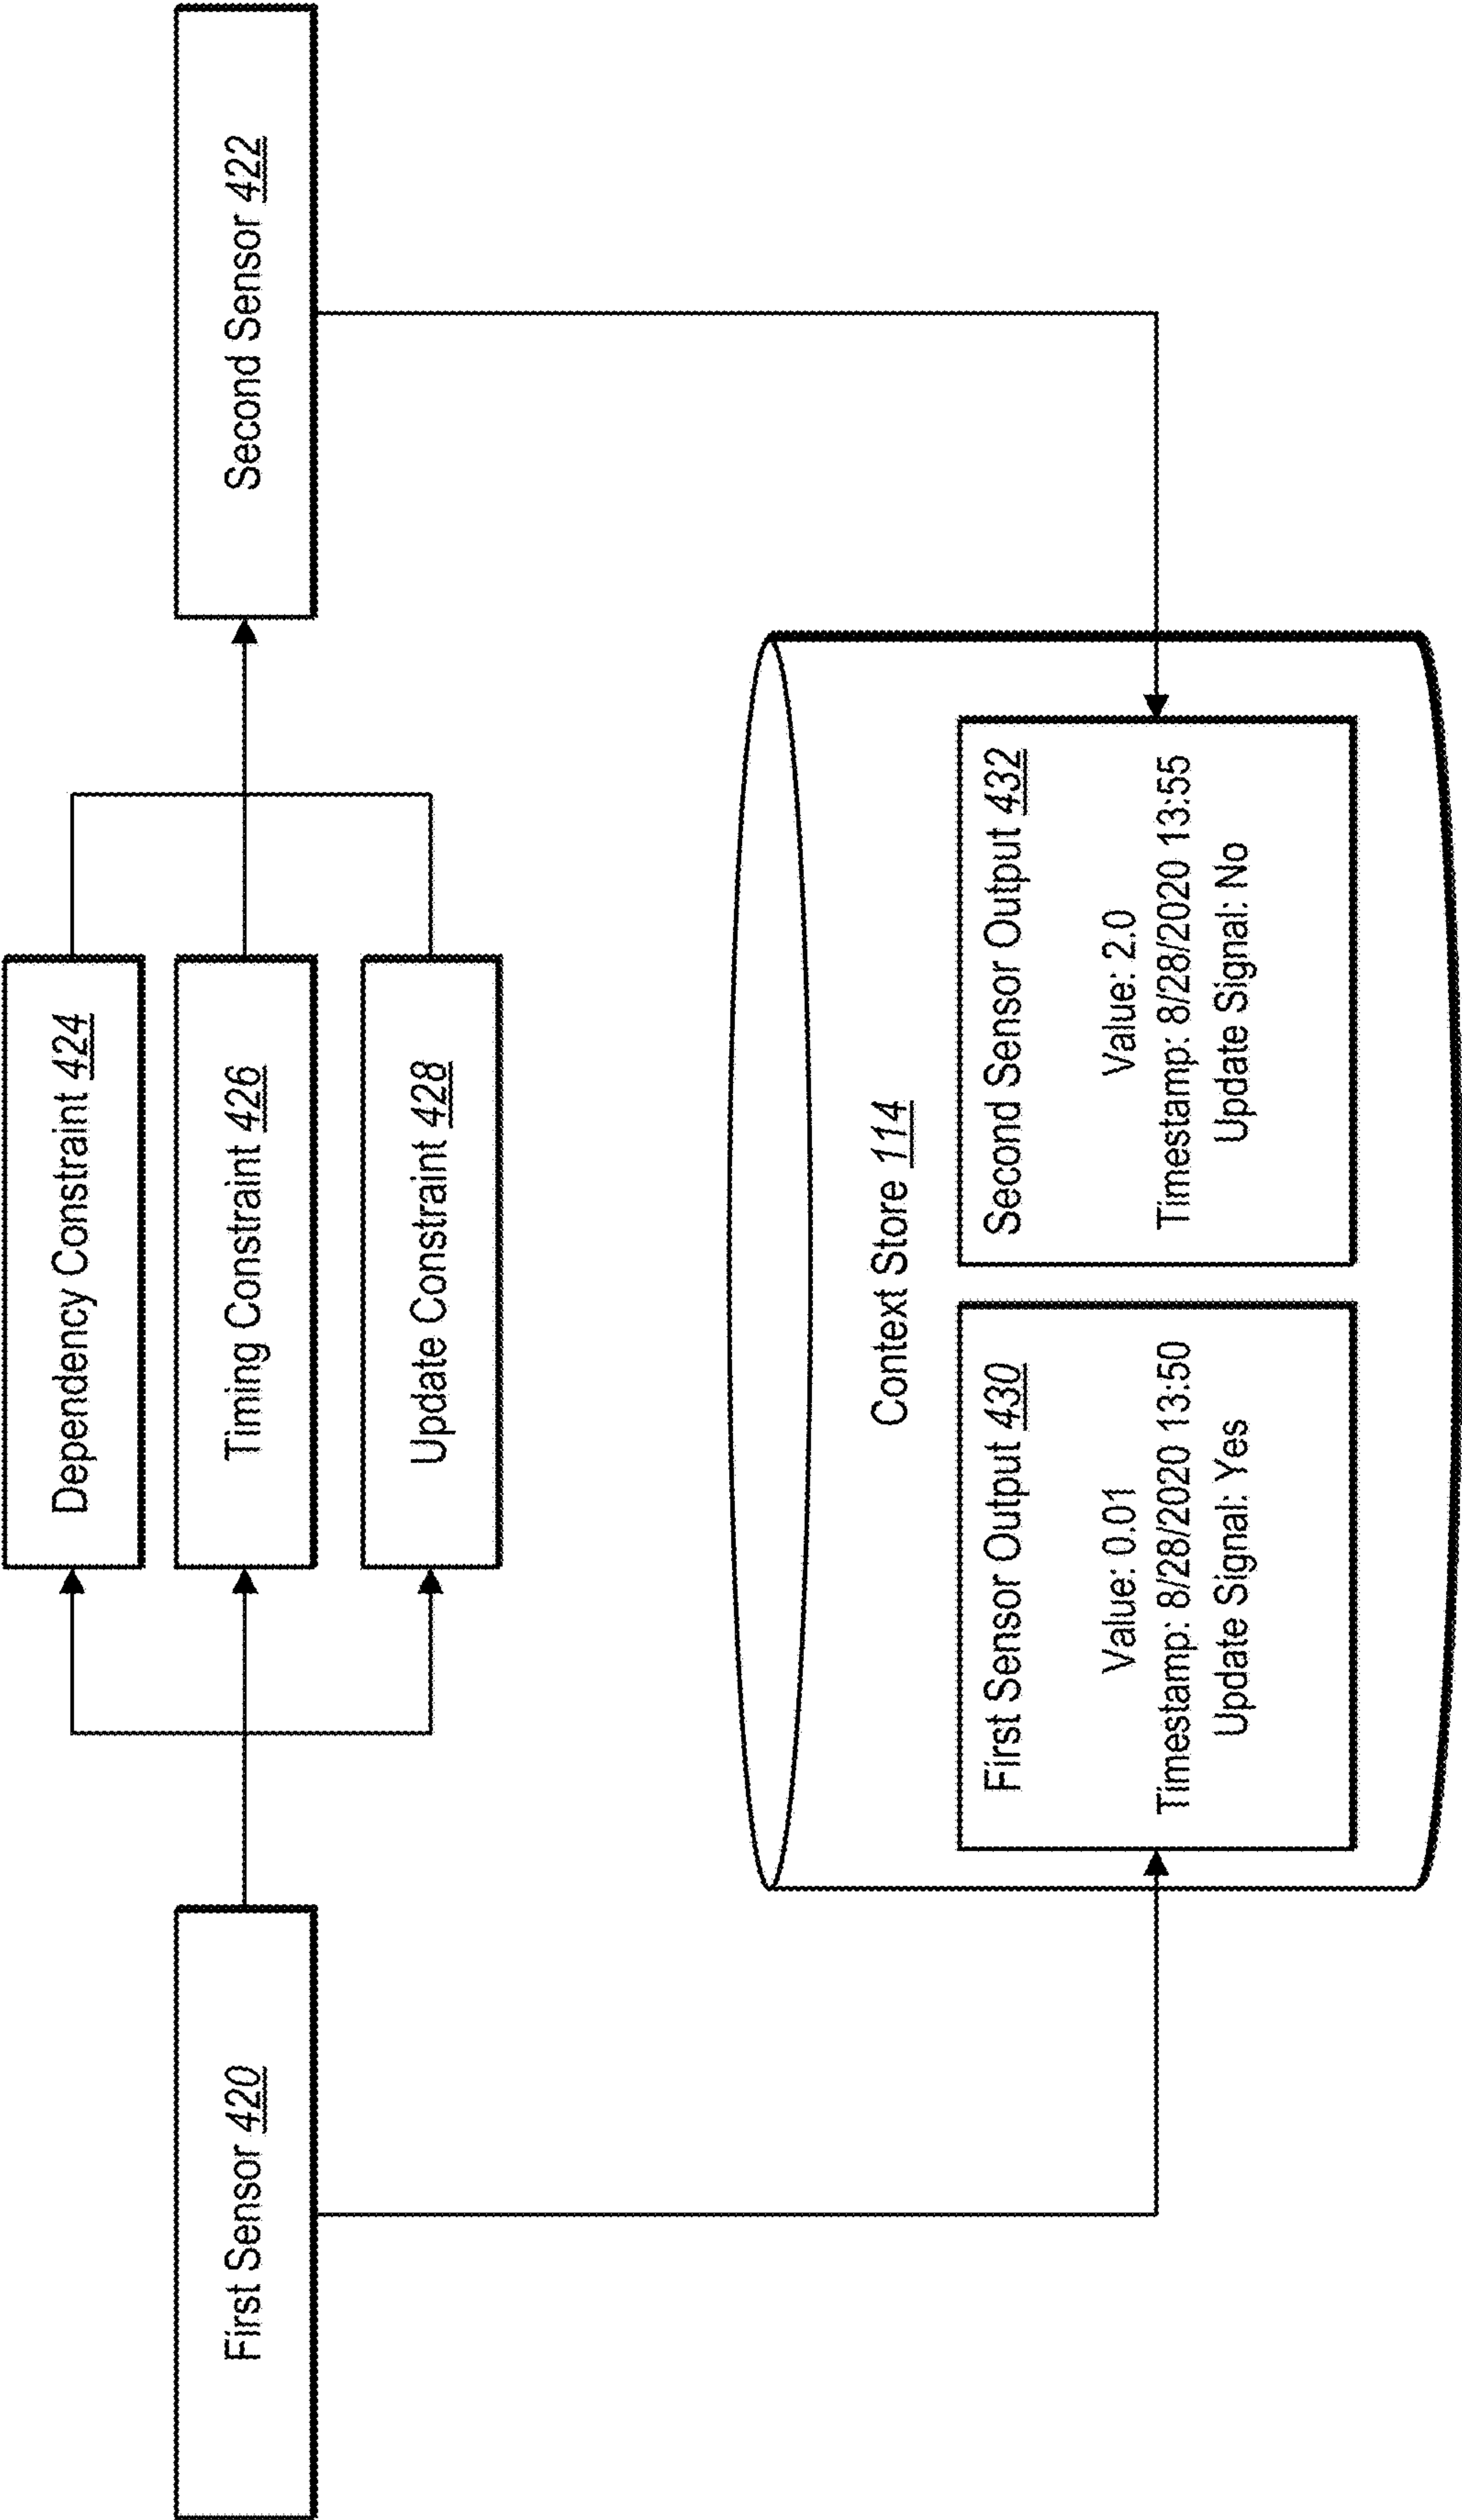 First Sensor 420
Dependency Constraint 424
Timing Constraint 426
Update Constraint 428
Second Sensor 422
Context Store 114
First Sensor Output 430
Value: 0.01
Timestamp: 8/28/2020 13:50
Update Signal: Yes
Second Sensor Output 432
Value: 2.0
Timestamp: 8/28/2020 13:55
Update Signal: No